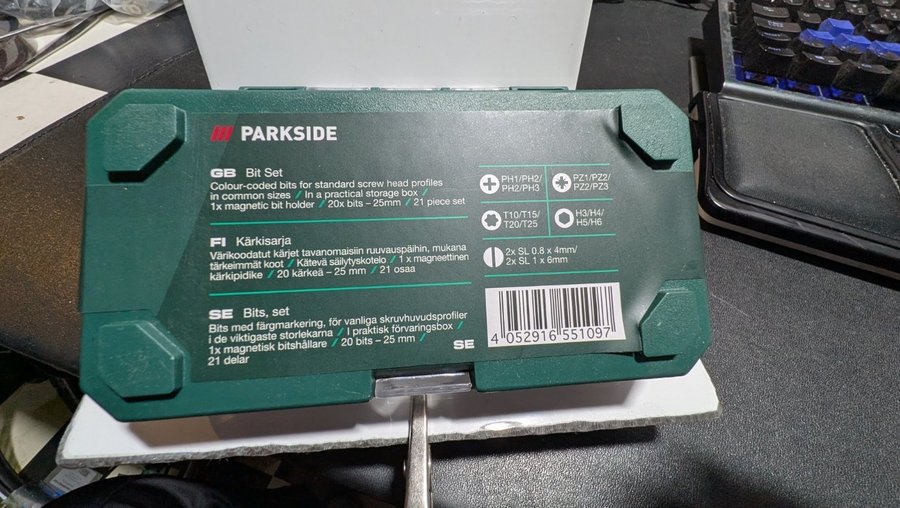 PARKSIDE
GB Bit Set
Colour-coded bits for standard screw head profiles
in common sizes / In a practical storage box /
1x magnetic bit holder / 20x bits – 25mm / 21 piece set
FI Kärkisarja
Värikoodatut kärjet tavanomaisiin ruuvauspäihin, mukana
tärkeimmät koot / Kätevä säilytyskotelo / 1 x magneettinen
kärkipidike / 20 kärkeä – 25 mm / 21 osaa
SE Bits, set
Bits med färgmarkering, för vanliga skruvhuvudsprofiler
i de viktigaste storlekarna / I praktisk förvaringsbox /
1x magnetisk bitshållare / 20 bits – 25 mm /
21 delar
SE
PH1/PH2/
PH2/PH3
PZ1/PZ2/
PZ2/PZ3
T10/T15/
T20/T25
H3/H4/
H5/H6
2x SL 0.8 x 4mm/
2x SL 1 x 6mm
4 052916 551097